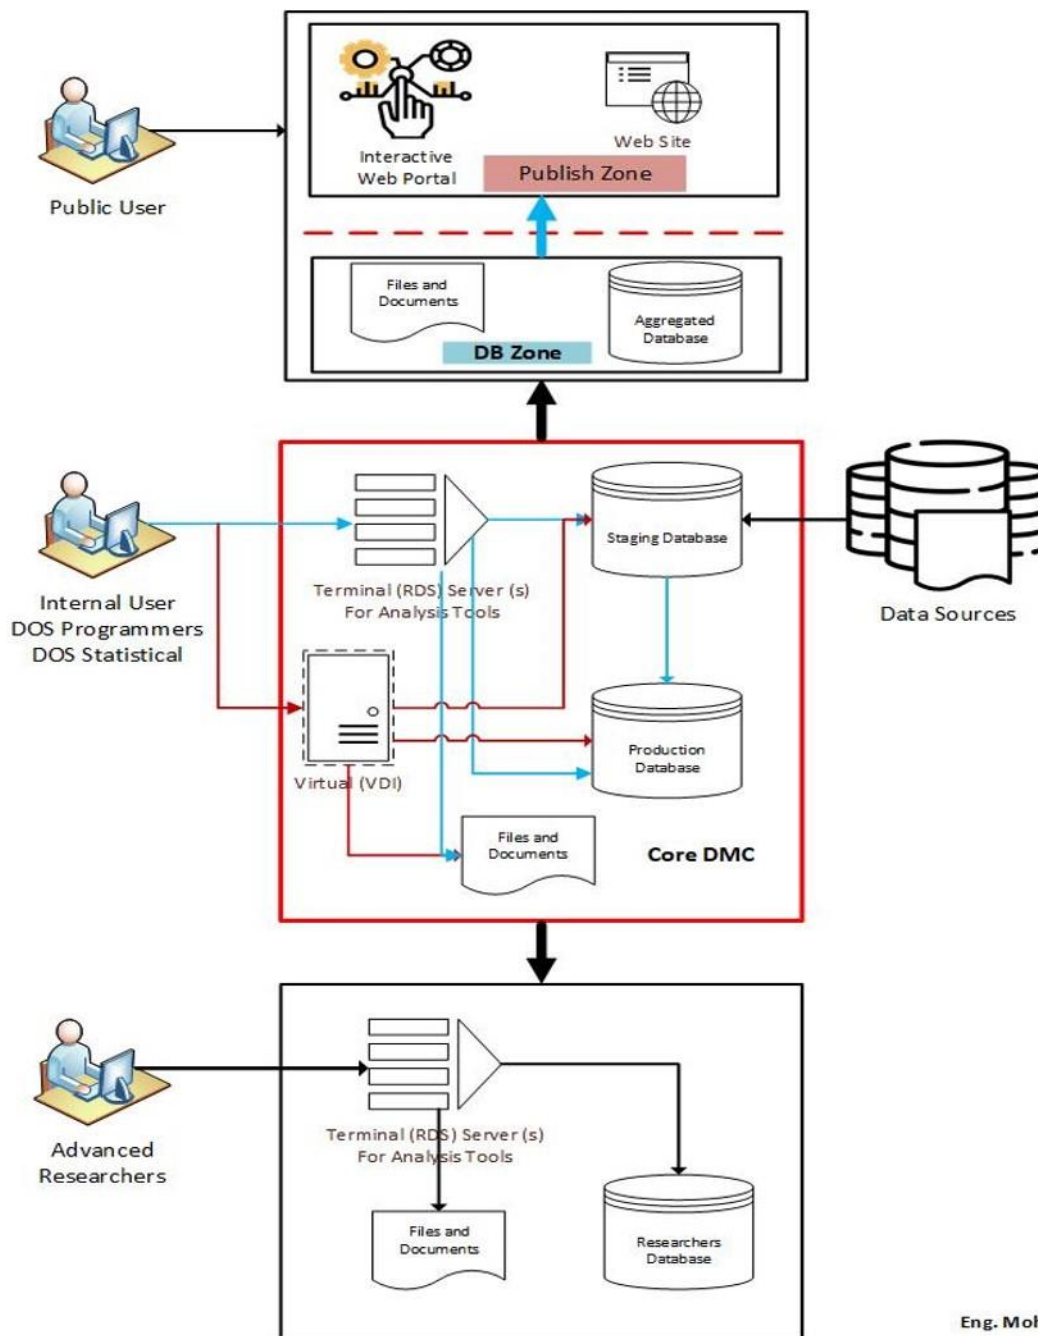 Interactive
Web Portal
Web Site
Publish Zone
Public User
Files and
Documents
Aggregated
Database
DB Zone
Staging Database
Terminal (RDS) Server (s)
For Analysis Tools
Internal User
DOS Programmers
DOS Statistical
Data Sources
Virtual (VDI)
Production
Database
Files and
Documents
Core DMC
Terminal (RDS) Server (s)
For Analysis Tools
Advanced
Researchers
Files and
Documents
Researchers
Database
Eng. Moh